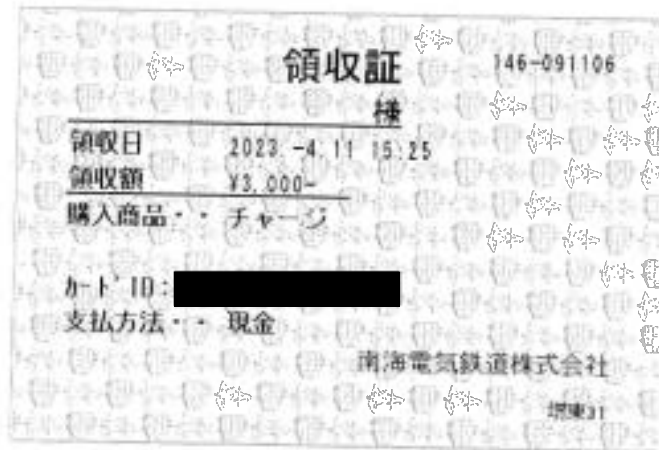 領収証 146-091106
様
領収日 2023.-4.11 15:25
領収額 ¥3,000-
購入商品・・チャージ
カードID:
支払方法・・現金
南海電気鉄道株式会社
堺東31